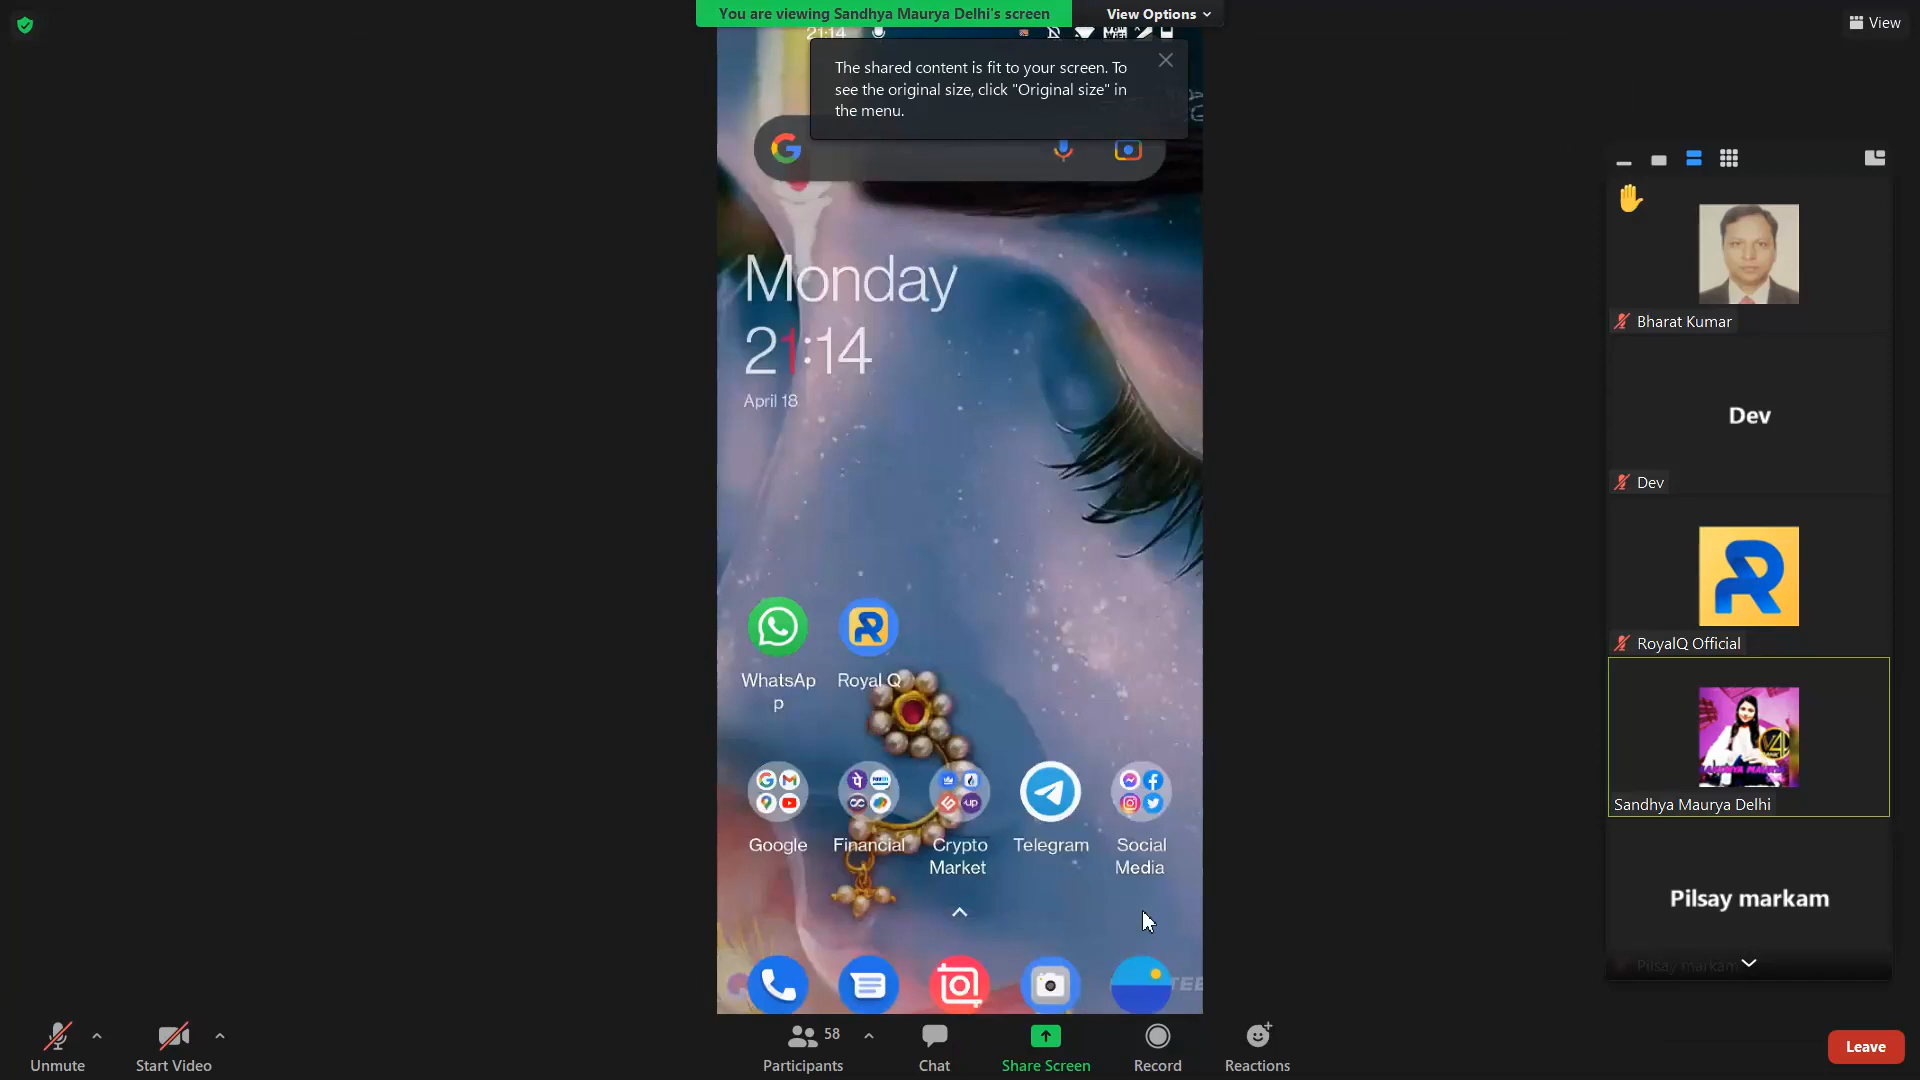 You are viewing Sandhya Maurya Delhi's screen
View Options
View
21:14
The shared content is fit to your screen. To
see the original size, click "Original size" in
the menu.
Monday
21:14
April 18
WhatsAp
p
Royal Q
Google
Financial
Crypto
Market
Telegram
Social
Media
Bharat Kumar
Dev
Dev
RoyalQ Official
Sandhya Maurya Delhi
Pilsay markam
Pilsay markam
Unmute
Start Video
58
Participants
Chat
Share Screen
Record
Reactions
Leave